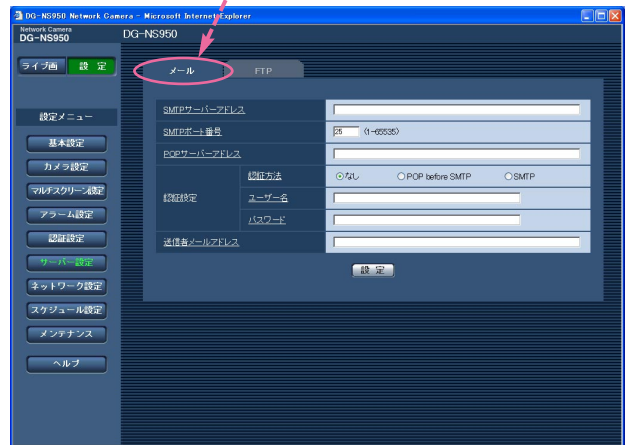 DG-NS950 Network Camera - Microsoft Internet Explorer
Network Camera
DG-NS950
DG-NS950
ライブ画 設 定
メール FTP
設定メニュー
基本設定
カメラ設定
マルチスクリーン設定
アラーム設定
認証設定
サーバー設定
ネットワーク設定
スケジュール設定
メンテナンス
ヘルプ
SMTPサーバーアドレス
SMTPポート番号 25 (1-65535)
POPサーバーアドレス
認証設定
認証方法 なし POP before SMTP SMTP
ユーザー名
パスワード
送信者メールアドレス
設 定